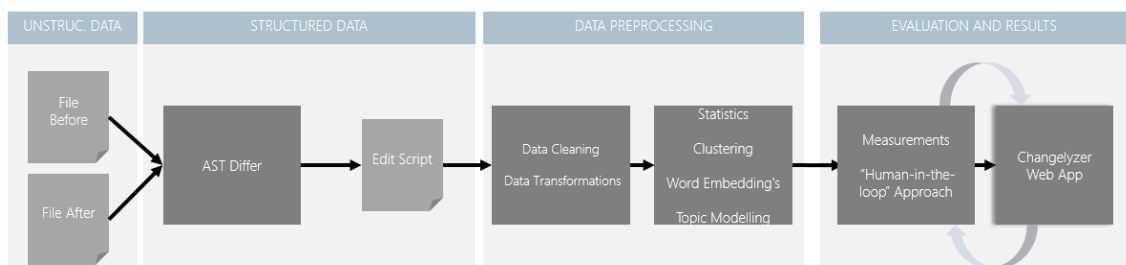 UNSTRUC. DATA
STRUCTURED DATA
DATA PREPROCESSING
EVALUATION AND RESULTS
File
Before
File After
AST Differ
Edit Script
Data Cleaning
Data Transformations
Statistics
Clustering
Word Embedding's
Topic Modelling
Measurements
"Human-in-the-
loop" Approach
Changelyzer
Web App